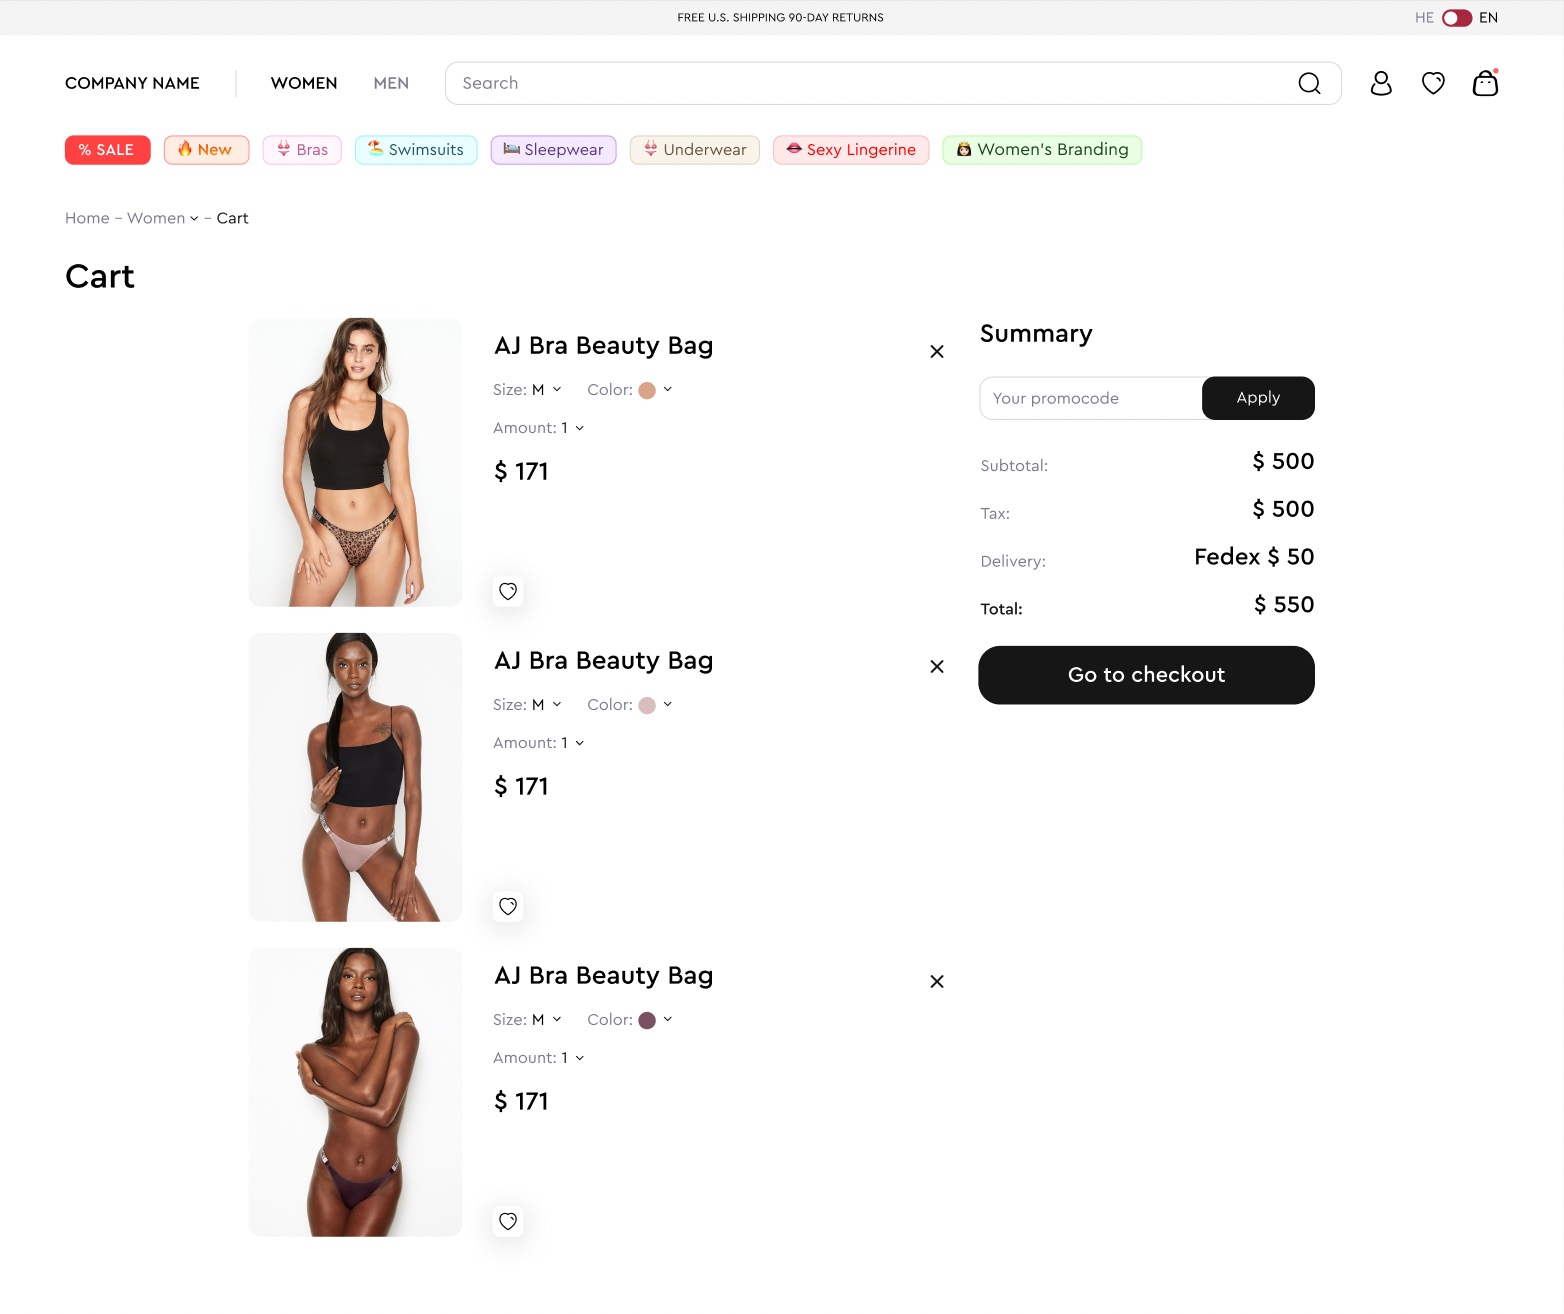 FREE U.S. SHIPPING 90-DAY RETURNS
HE EN
COMPANY NAME WOMEN MEN Search
% SALE New Bras Swimsuits Sleepwear Underwear Sexy Lingerine Women's Branding
Home - Women - Cart
Cart
AJ Bra Beauty Bag
Size: M Color:
Amount: 1
$ 171
AJ Bra Beauty Bag
Size: M Color:
Amount: 1
$ 171
AJ Bra Beauty Bag
Size: M Color:
Amount: 1
$ 171
Summary
Your promocode Apply
Subtotal: $ 500
Tax: $ 500
Delivery: Fedex $ 50
Total: $ 550
Go to checkout